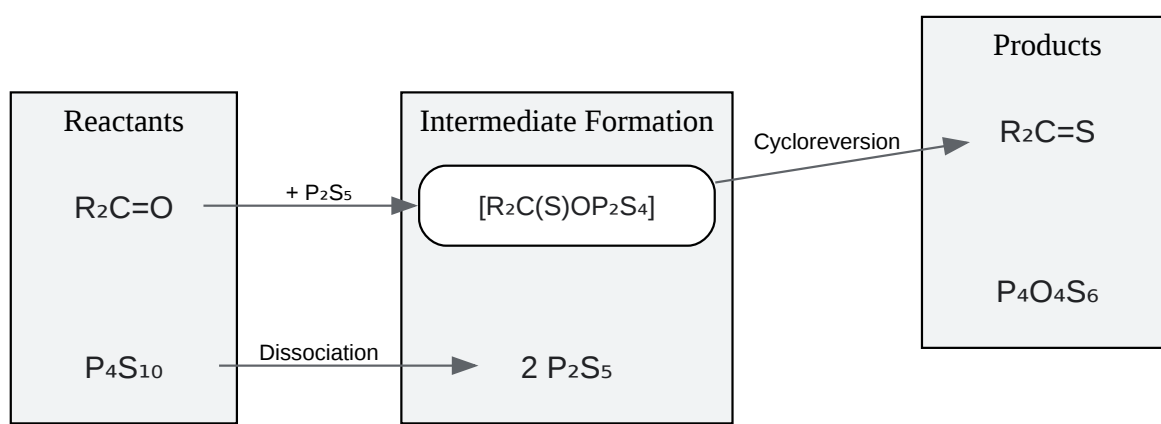 Reactants
R₂C=O
P₄S₁₀
+ P₂S₅
Dissociation
Intermediate Formation
[R₂C(S)OP₂S₄]
2 P₂S₅
Cycloreversion
Products
R₂C=S
P₄O₄S₆